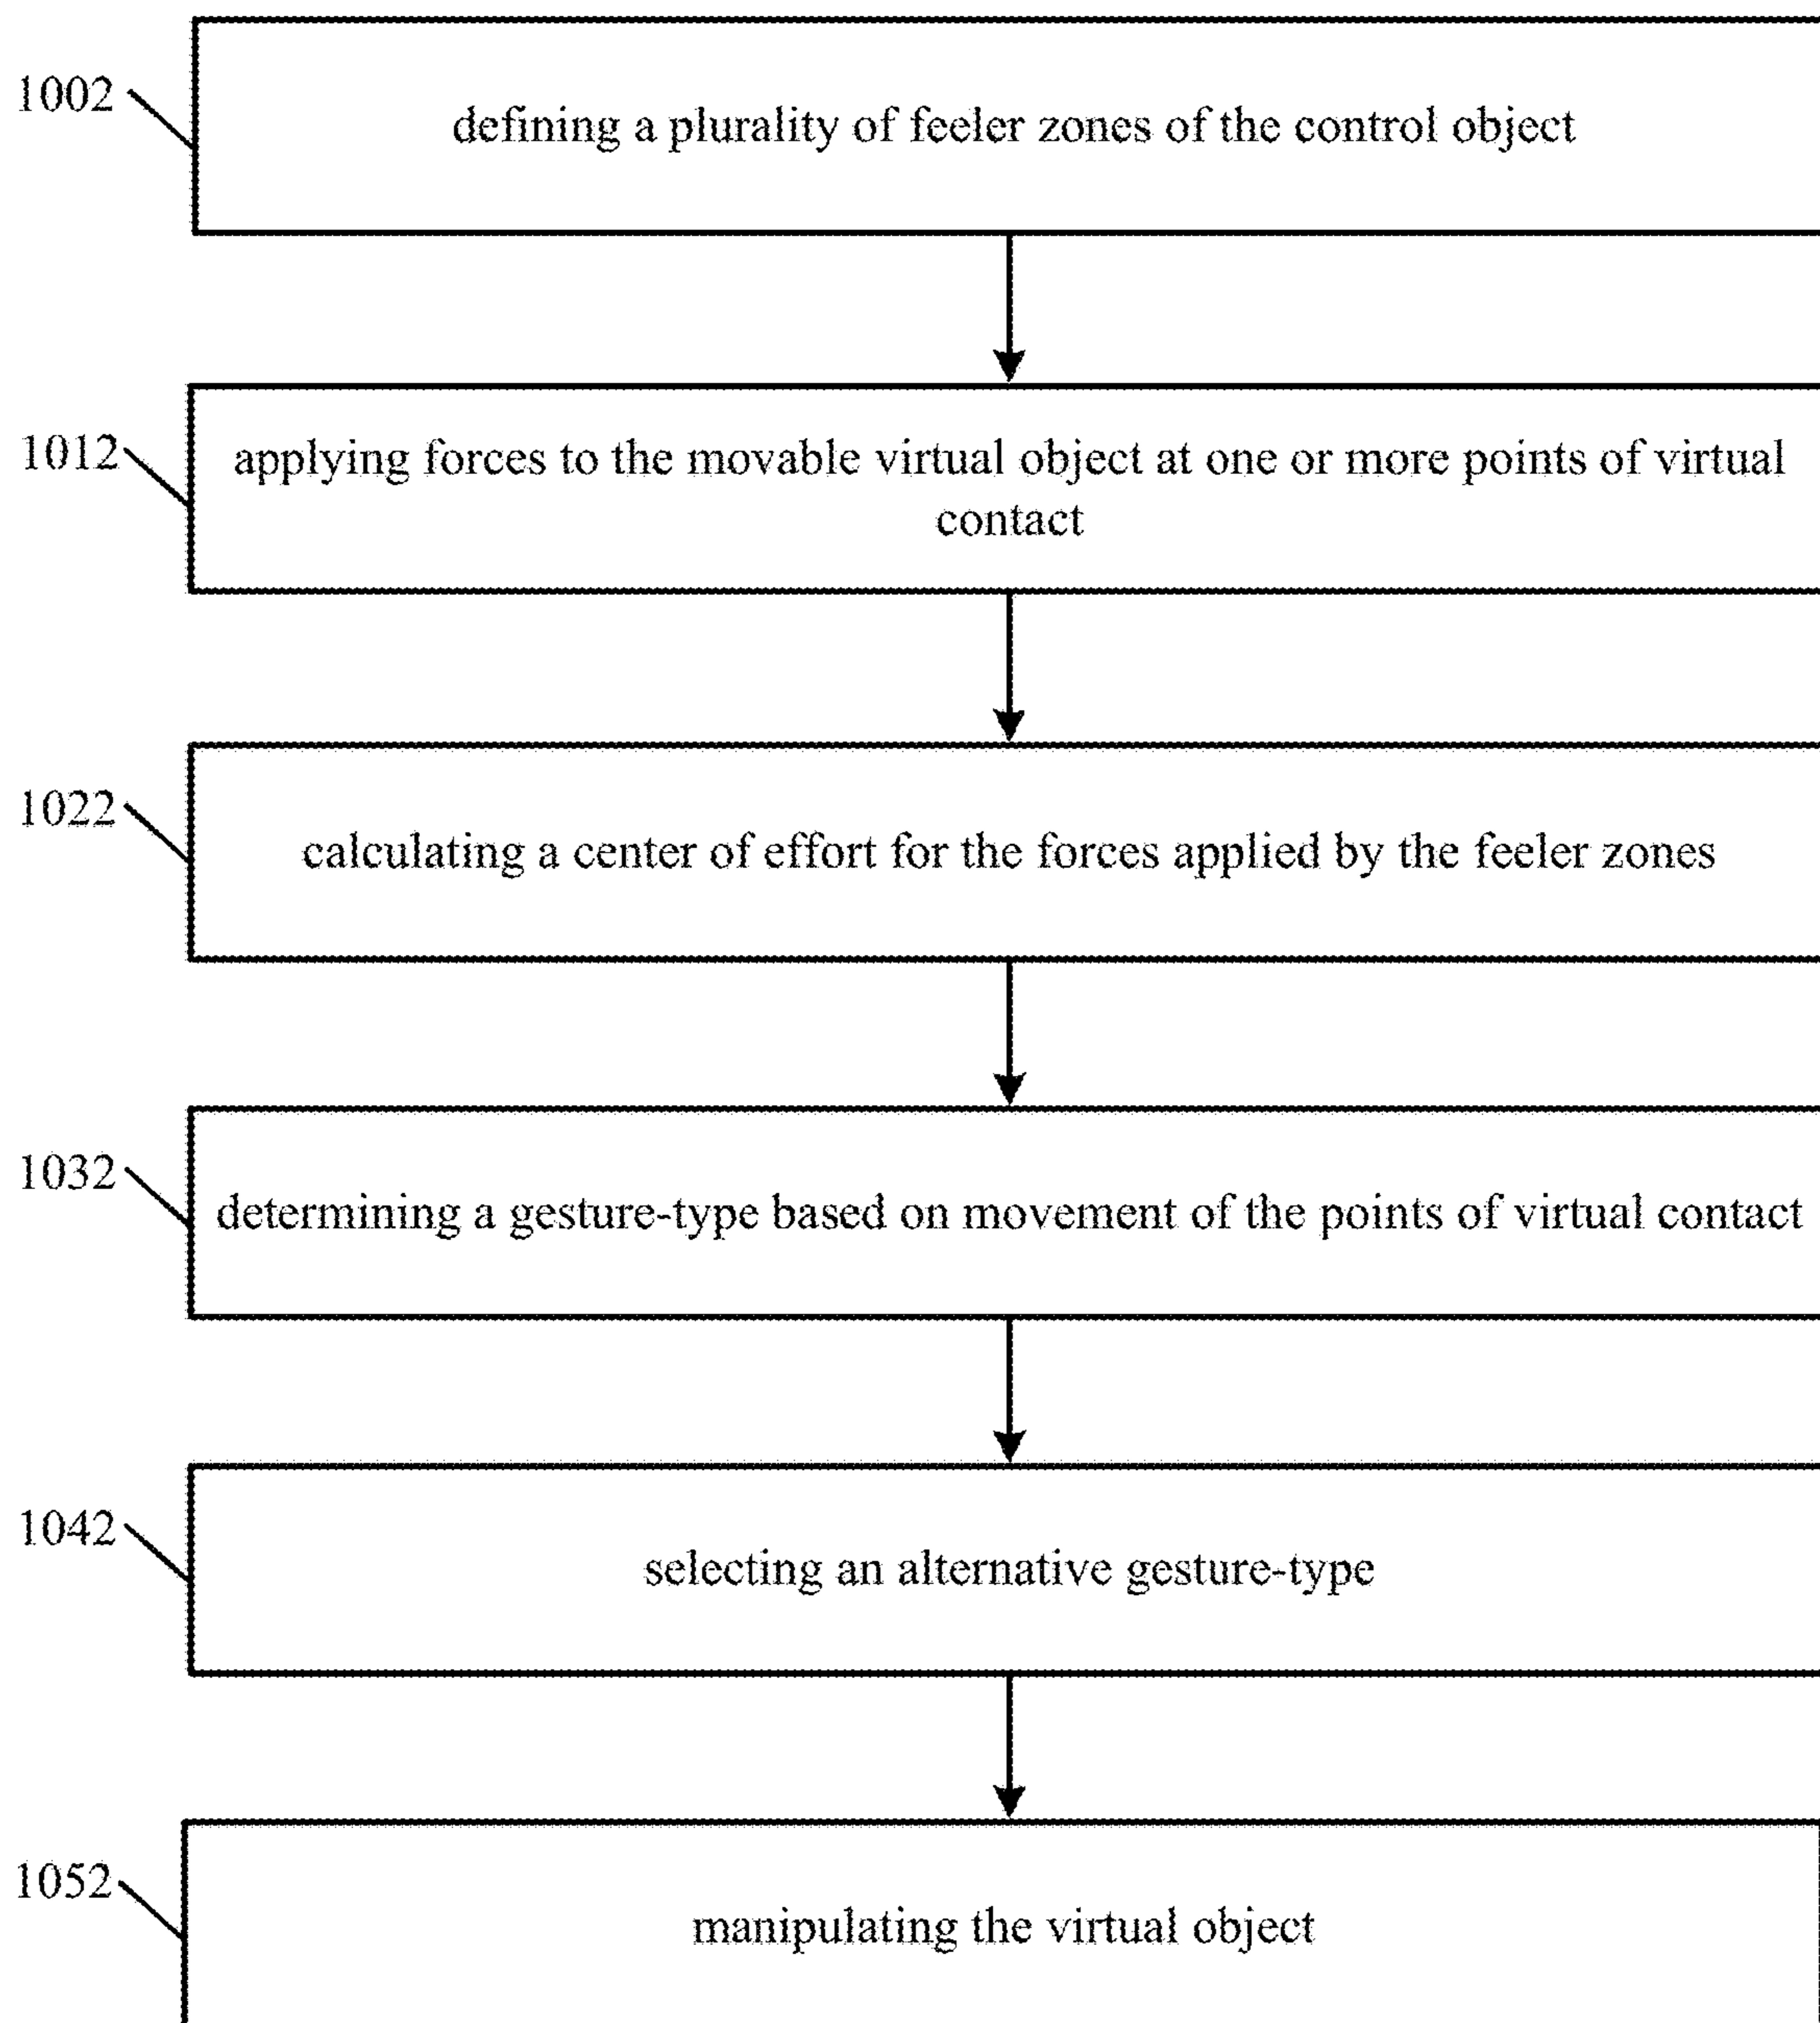 1002
defining a plurality of feeler zones of the control object
1012
applying forces to the movable virtual object at one or more points of virtual
contact
1022
calculating a center of effort for the forces applied by the feeler zones
1032
determining a gesture-type based on movement of the points of virtual contact
1042
selecting an alternative gesture-type
1052
manipulating the virtual object